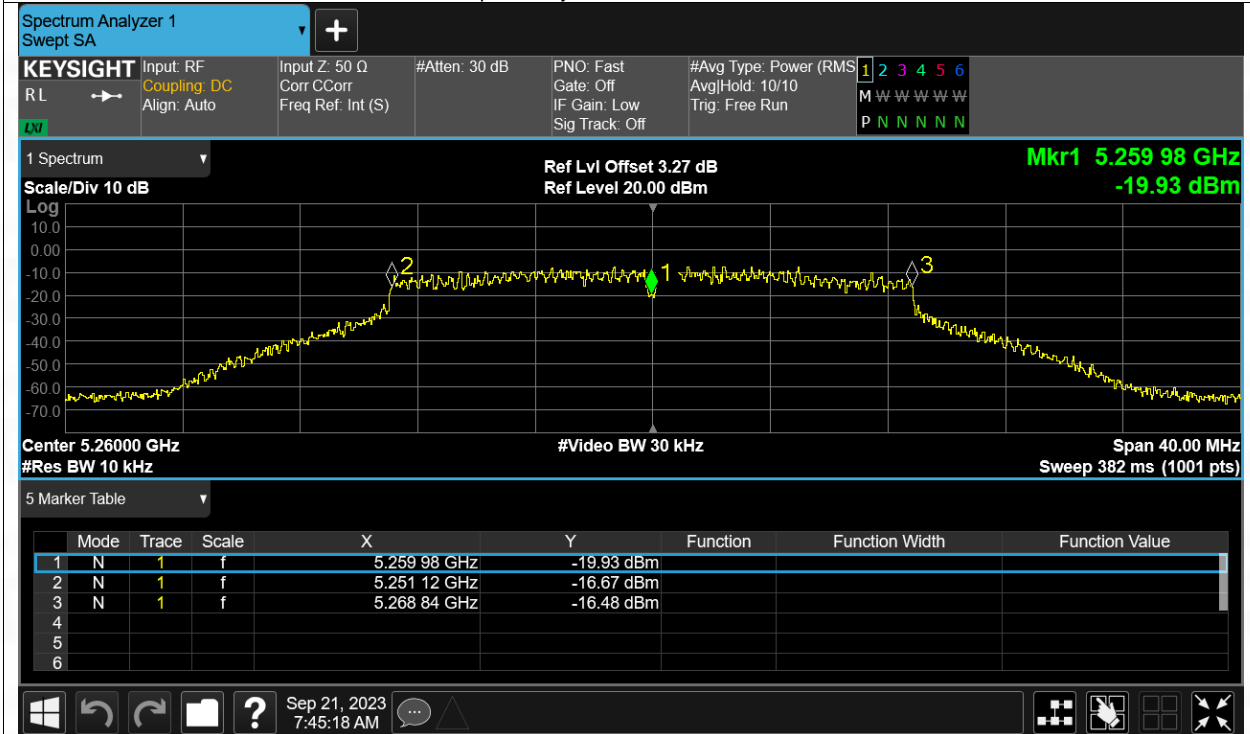 Spectrum Analyzer 1
Swept SA
+
KEYSIGHT
Input: RF
Input Z: 50 Ω
#Atten: 30 dB
PNO: Fast
#Avg Type: Power (RMS
1 2 3 4 5 6
R L
Coupling: DC
Corr CCorr
Gate: Off
Avg|Hold: 10/10
M W W W W W
Align: Auto
Freq Ref: Int (S)
IF Gain: Low
Trig: Free Run
LXI
Sig Track: Off
P N N N N N
1 Spectrum
Ref Lvl Offset 3.27 dB
Mkr1 5.259 98 GHz
Scale/Div 10 dB
Ref Level 20.00 dBm
-19.93 dBm
Log
10.0
0.00
-10.0
-20.0
-30.0
-40.0
-50.0
-60.0
-70.0
2
1
3
Center 5.26000 GHz
#Video BW 30 kHz
Span 40.00 MHz
#Res BW 10 kHz
Sweep 382 ms (1001 pts)
5 Marker Table
Mode Trace Scale X Y Function Function Width Function Value
1 N 1 f 5.259 98 GHz -19.93 dBm
2 N 1 f 5.251 12 GHz -16.67 dBm
3 N 1 f 5.268 84 GHz -16.48 dBm
4
5
6
?
Sep 21, 2023
7:45:18 AM